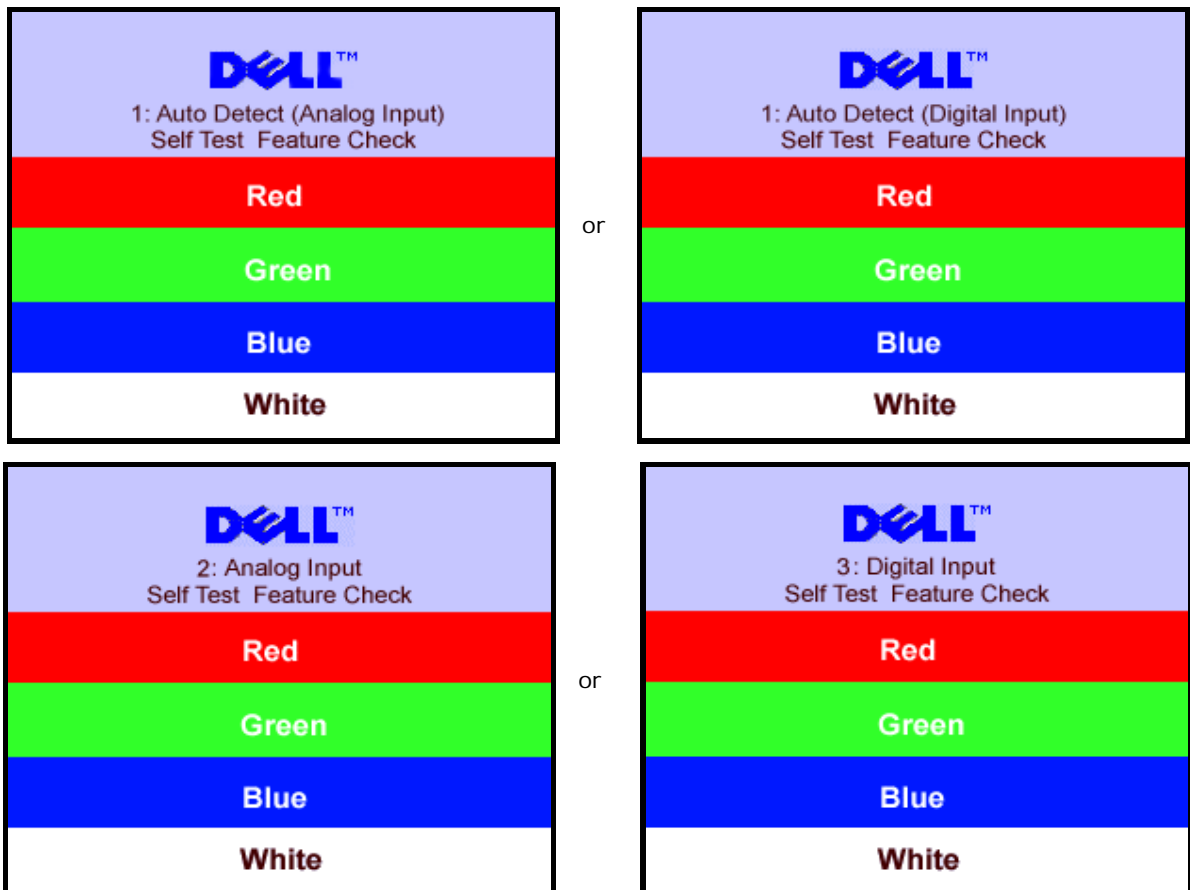 DELL™
1: Auto Detect (Analog Input)
Self Test Feature Check
Red
Green
Blue
White
or
DELL™
1: Auto Detect (Digital Input)
Self Test Feature Check
Red
Green
Blue
White
DELL™
2: Analog Input
Self Test Feature Check
Red
Green
Blue
White
or
DELL™
3: Digital Input
Self Test Feature Check
Red
Green
Blue
White